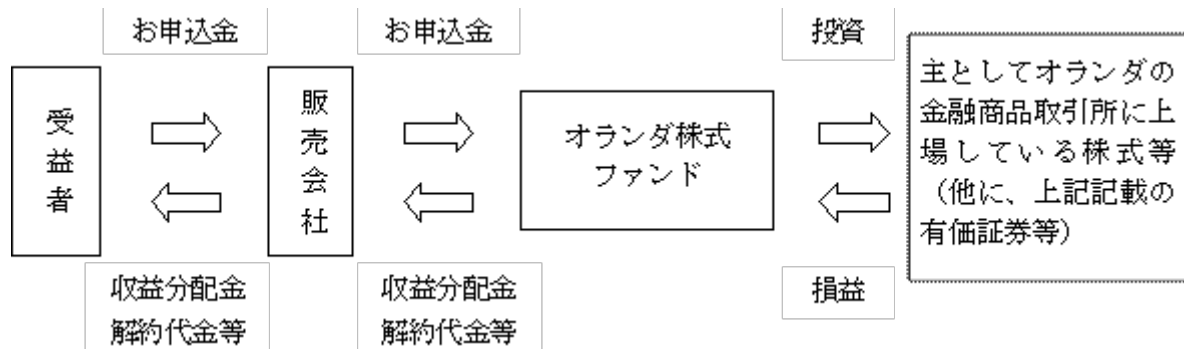 お申込金
お申込金
投資
受益者
販売会社
オランダ株式
ファンド
主としてオランダの
金融商品取引所に上
場している株式等
（他に、上記記載の
有価証券等）
収益分配金
解約代金等
収益分配金
解約代金等
損益